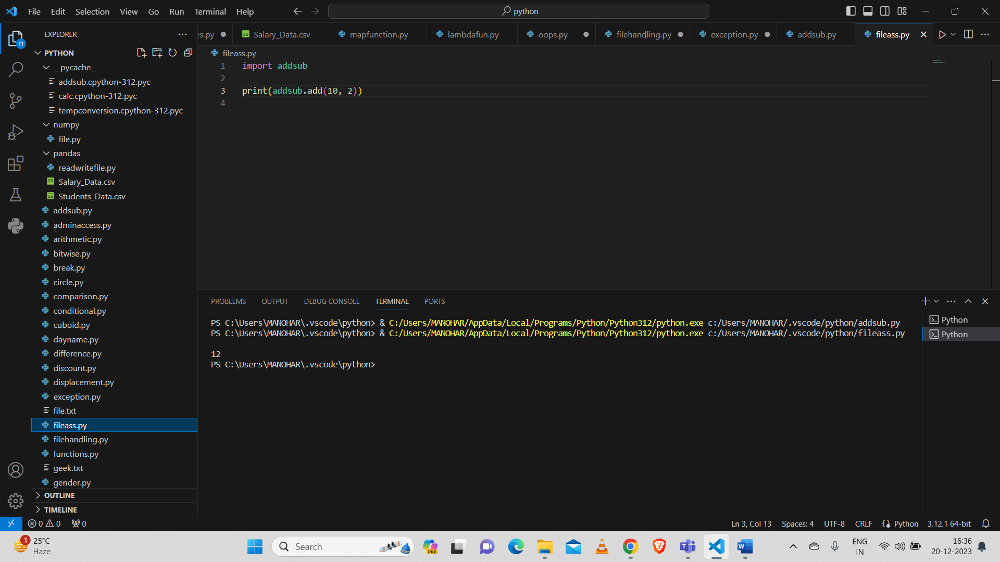 File Edit Selection View Go Run Terminal Help
python
EXPLORER
es.py Salary_Data.csv mapfunction.py lambdafun.py oops.py filehandling.py exception.py addsub.py fileass.py
PYTHON
__pycache__
addsub.cpython-312.pyc
calc.cpython-312.pyc
tempconversion.cpython-312.pyc
numpy
file.py
pandas
readwritefile.py
Salary_Data.csv
Students_Data.csv
addsub.py
adminaccess.py
arithmetic.py
bitwise.py
break.py
circle.py
comparison.py
conditional.py
cuboid.py
dayname.py
difference.py
discount.py
displacement.py
exception.py
file.txt
fileass.py
filehandling.py
functions.py
geek.txt
gender.py
OUTLINE
TIMELINE
11
fileass.py
1 import addsub
2
3 print(addsub.add(10, 2))
4
PROBLEMS OUTPUT DEBUG CONSOLE TERMINAL PORTS
PS C:\Users\MANOHAR\.vscode\python> & C:/Users/MANOHAR/AppData/Local/Programs/Python/Python312/python.exe c:/Users/MANOHAR/.vscode/python/addsub.py
PS C:\Users\MANOHAR\.vscode\python> & C:/Users/MANOHAR/AppData/Local/Programs/Python/Python312/python.exe c:/Users/MANOHAR/.vscode/python/fileass.py
12
PS C:\Users\MANOHAR\.vscode\python>
Python
Python
0 0 0
Ln 3, Col 13 Spaces: 4 UTF-8 CRLF Python 3.12.1 64-bit
1
25°C
Haze
Search
PRE
ENG
IN
16:36
20-12-2023